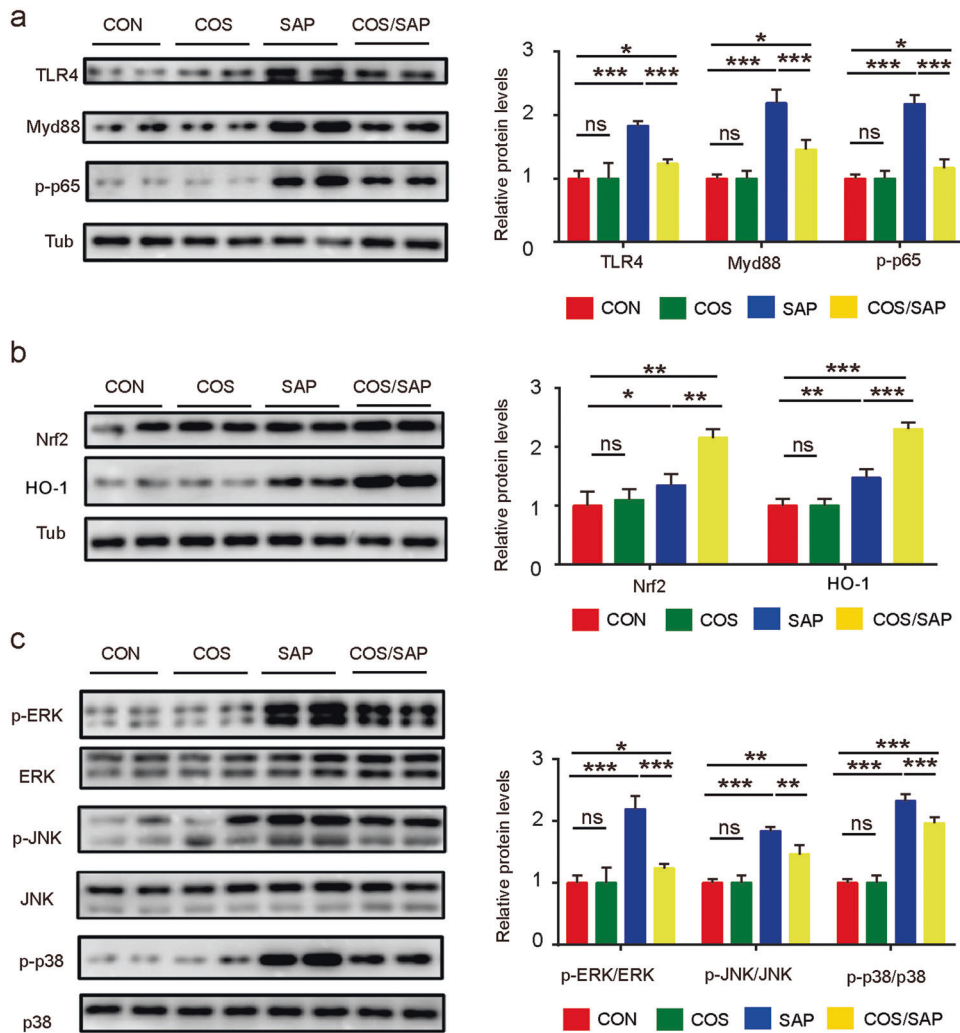 a
CON COS SAP COS/SAP
TLR4
Myd88
p-p65
Tub
Relative protein levels
3
2
1
0
* * *
*** *** *** *** *** ***
ns ns ns
TLR4 Myd88 p-p65
CON COS SAP COS/SAP
b
CON COS SAP COS/SAP
Nrf2
HO-1
Tub
Relative protein levels
3
2
1
0
** ***
* ** ** ***
ns ns
Nrf2 HO-1
CON COS SAP COS/SAP
c
CON COS SAP COS/SAP
p-ERK
ERK
p-JNK
JNK
p-p38
p38
Relative protein levels
3
2
1
0
* ** ***
*** *** *** ** *** ***
ns ns ns
p-ERK/ERK p-JNK/JNK p-p38/p38
CON COS SAP COS/SAP